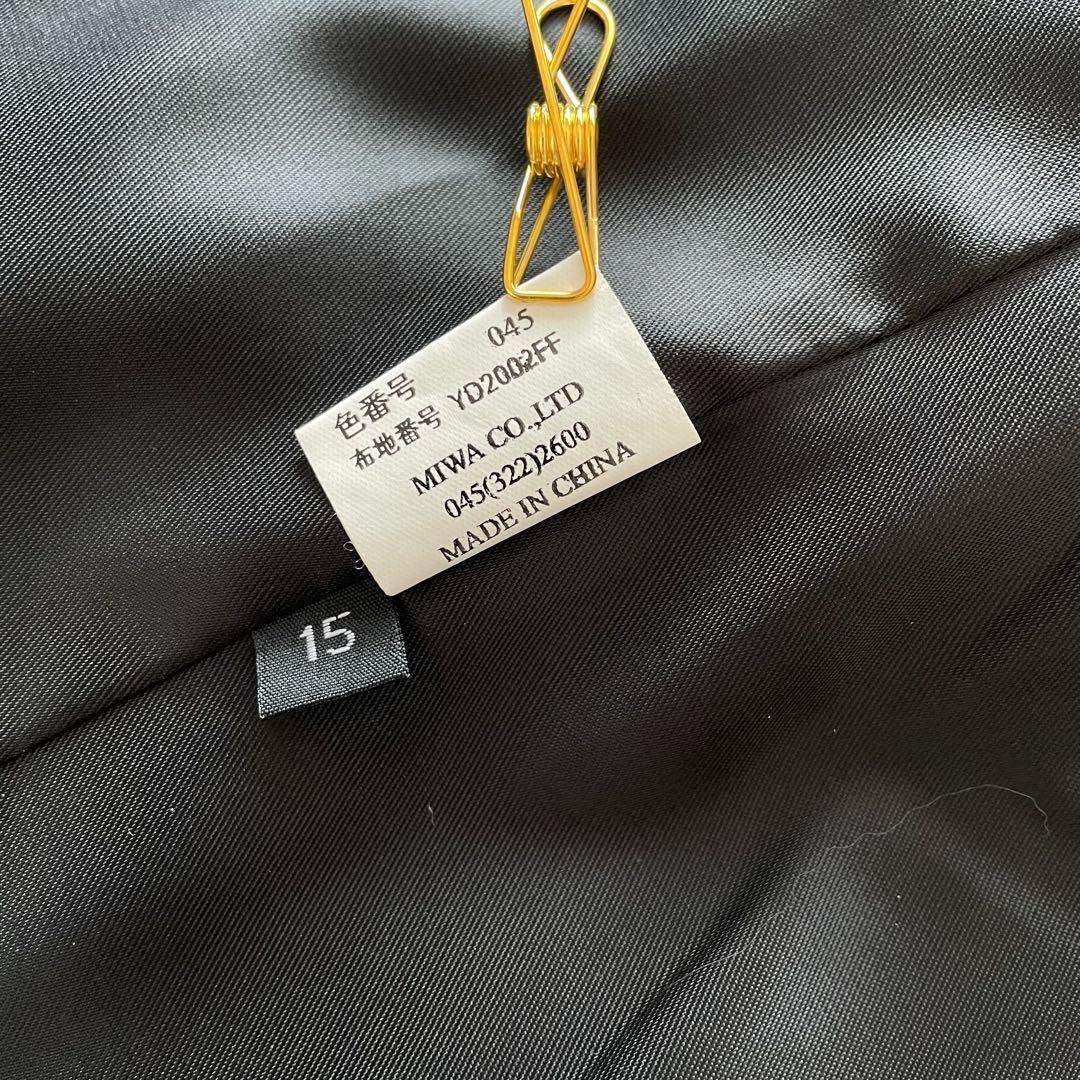 色番号 045
布地番号 YD2002FF
MIWA CO.,LTD
045(322)2600
MADE IN CHINA
15